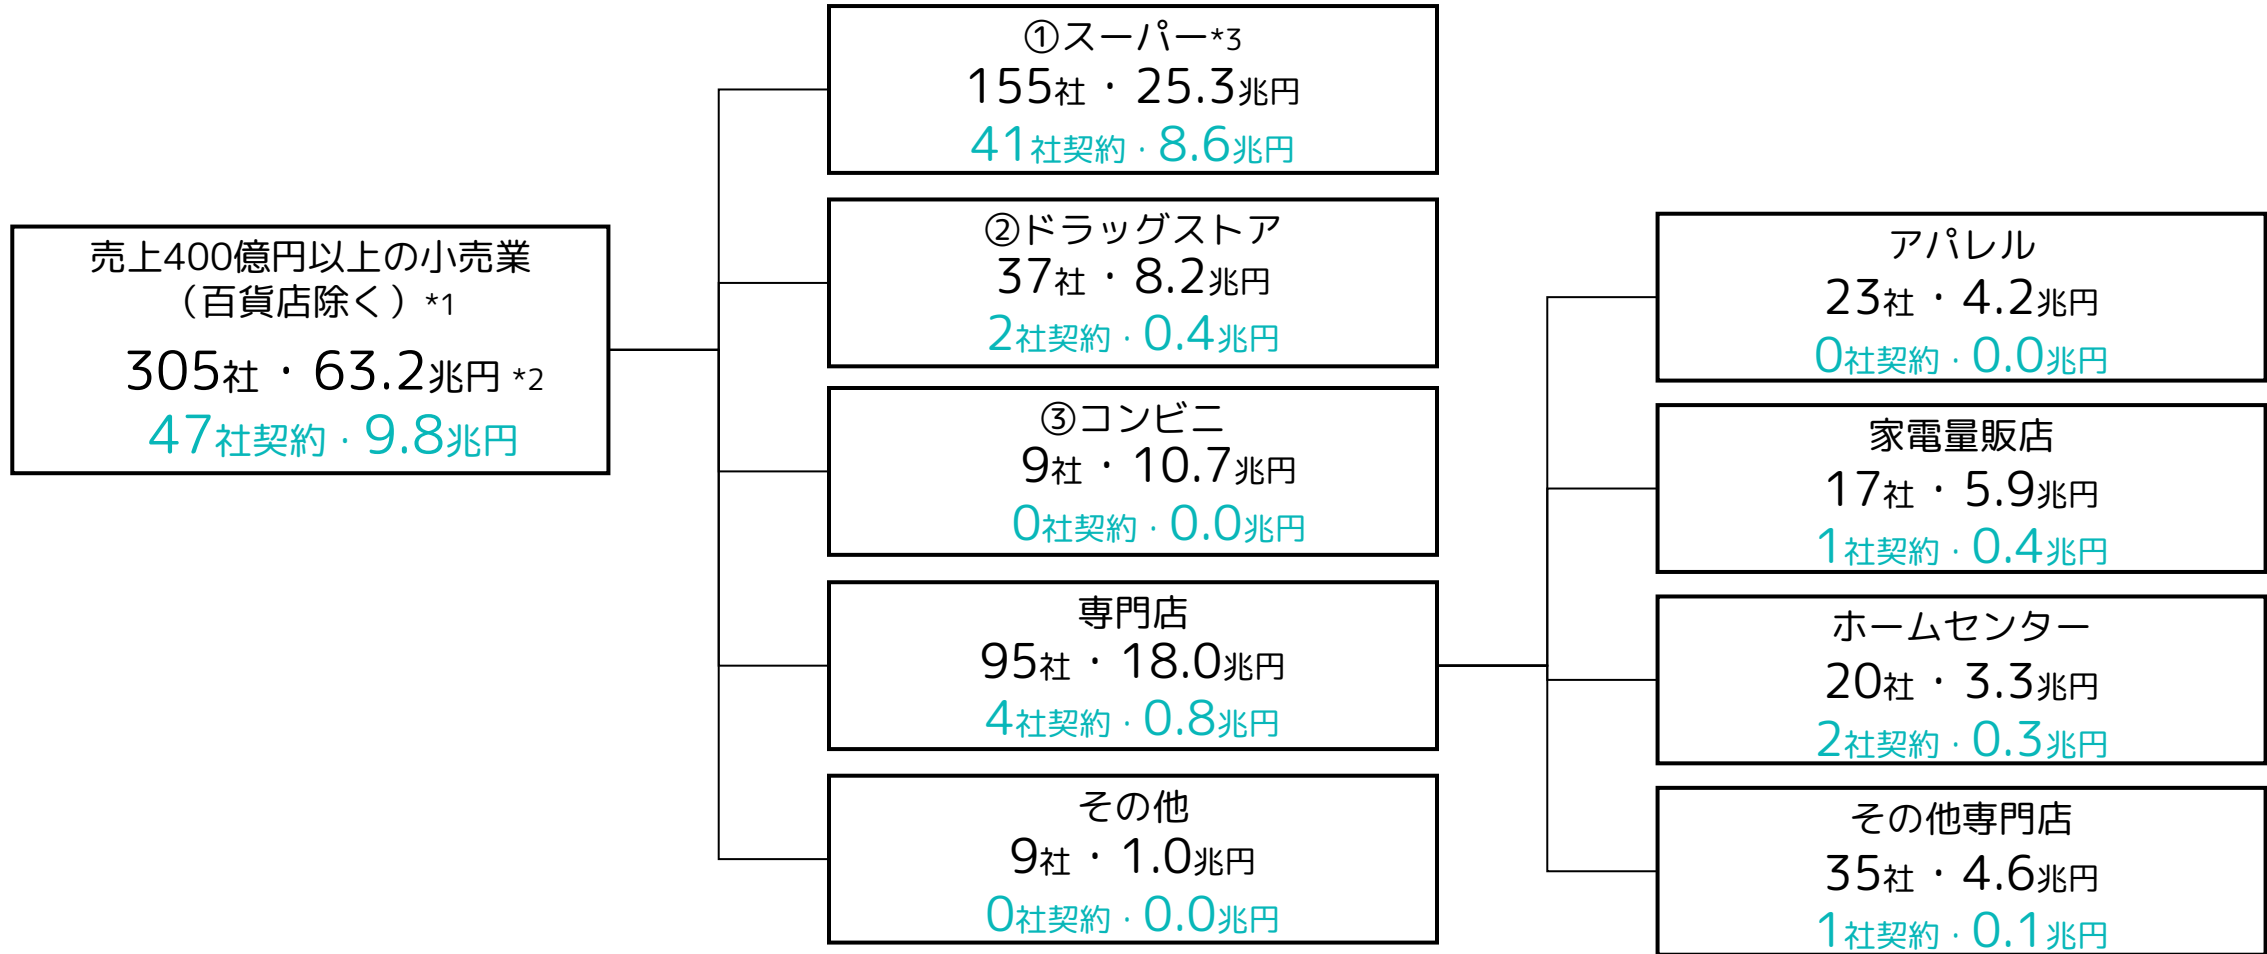 売上400億円以上の小売業
（百貨店除く）*1
305社・63.2兆円 *2
47社契約・9.8兆円
①スーパー*3
155社・25.3兆円
41社契約・8.6兆円
②ドラッグストア
37社・8.2兆円
2社契約・0.4兆円
③コンビニ
9社・10.7兆円
0社契約・0.0兆円
専門店
95社・18.0兆円
4社契約・0.8兆円
その他
9社・1.0兆円
0社契約・0.0兆円
アパレル
23社・4.2兆円
0社契約・0.0兆円
家電量販店
17社・5.9兆円
1社契約・0.4兆円
ホームセンター
20社・3.3兆円
2社契約・0.3兆円
その他専門店
35社・4.6兆円
1社契約・0.1兆円